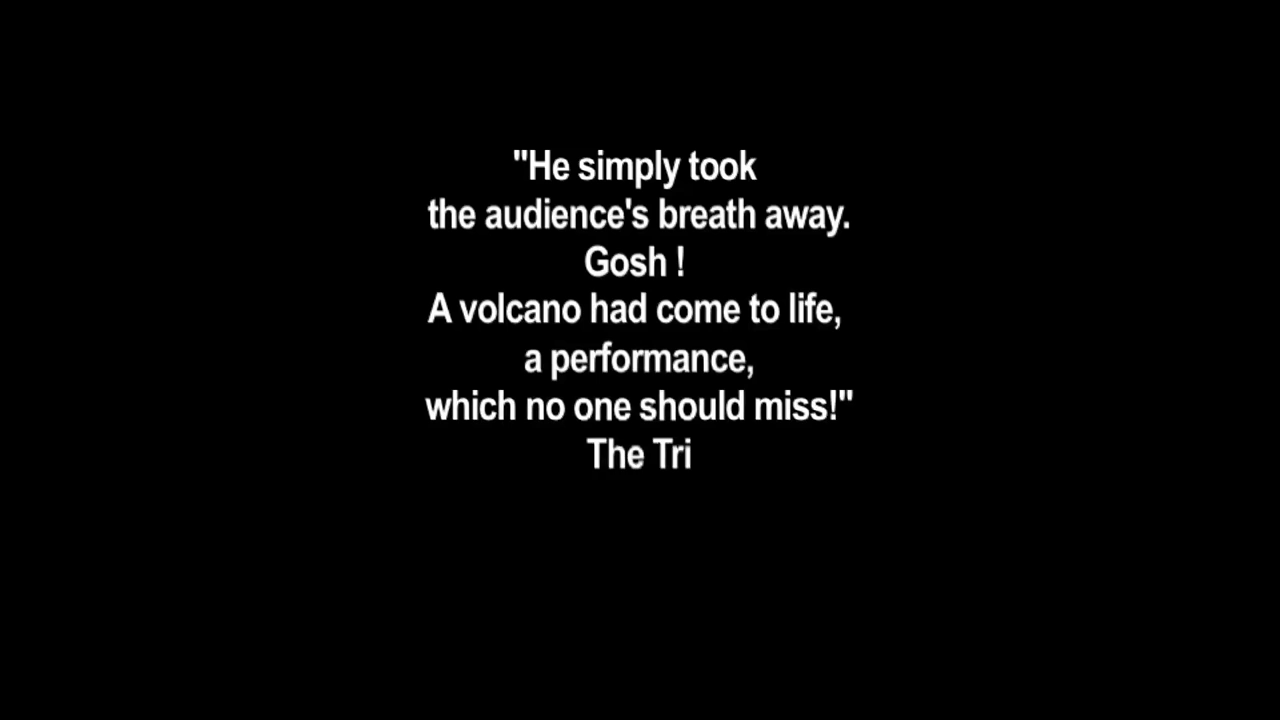 "He simply took
the audience's breath away.
Gosh !
A volcano had come to life,
a performance,
which no one should miss!"
The Tri